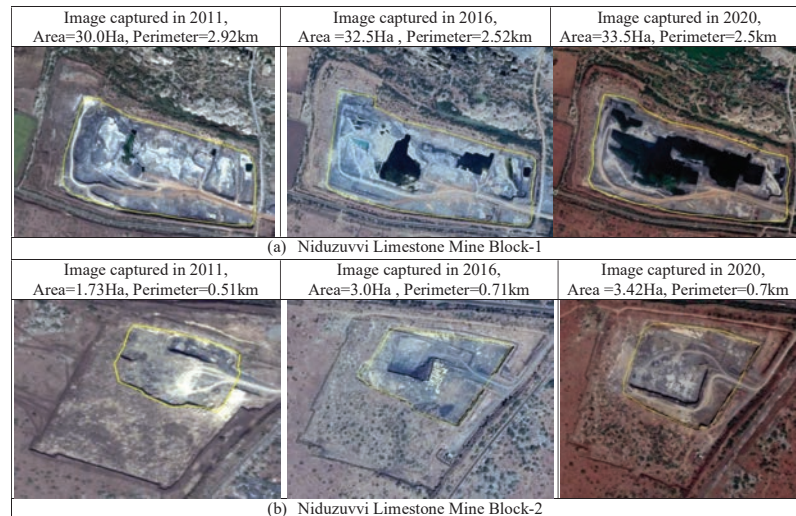 Image captured in 2011,
Area=30.0Ha, Perimeter=2.92km
Image captured in 2016,
Area =32.5Ha , Perimeter=2.52km
Image captured in 2020,
Area=33.5Ha, Perimeter=2.5km
(a) Niduzuvvi Limestone Mine Block-1
Image captured in 2011,
Area=1.73Ha, Perimeter=0.51km
Image captured in 2016,
Area=3.0Ha , Perimeter=0.71km
Image captured in 2020,
Area =3.42Ha, Perimeter=0.7km
(b) Niduzuvvi Limestone Mine Block-2